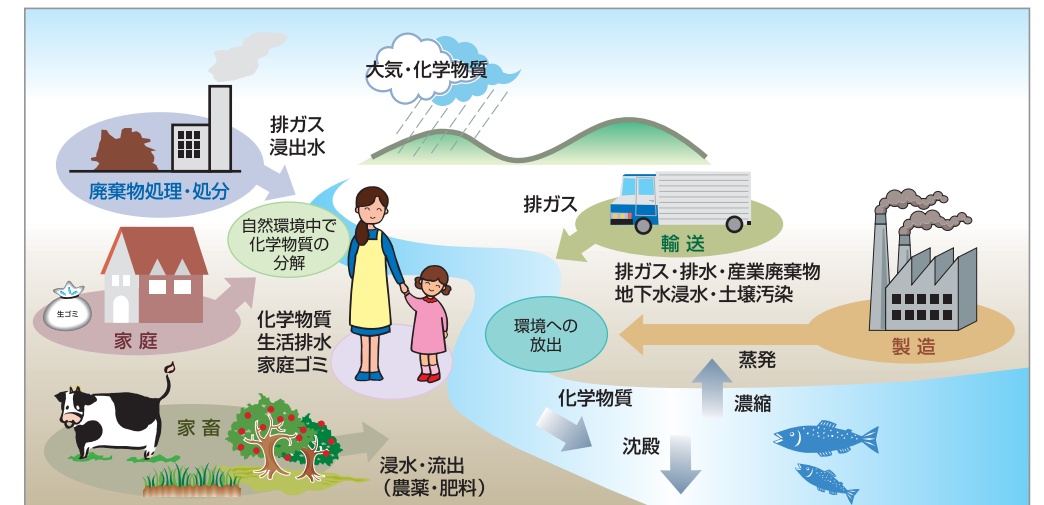 大気・化学物質
排ガス
浸出水
廃棄物処理・処分
自然環境中で
化学物質の
分解
排ガス
輸送
排ガス・排水・産業廃棄物
地下水浸水・土壌汚染
生ゴミ
家庭
化学物質
生活排水
家庭ゴミ
環境への
放出
製造
蒸発
化学物質
濃縮
沈殿
家畜
浸水・流出
（農薬・肥料）